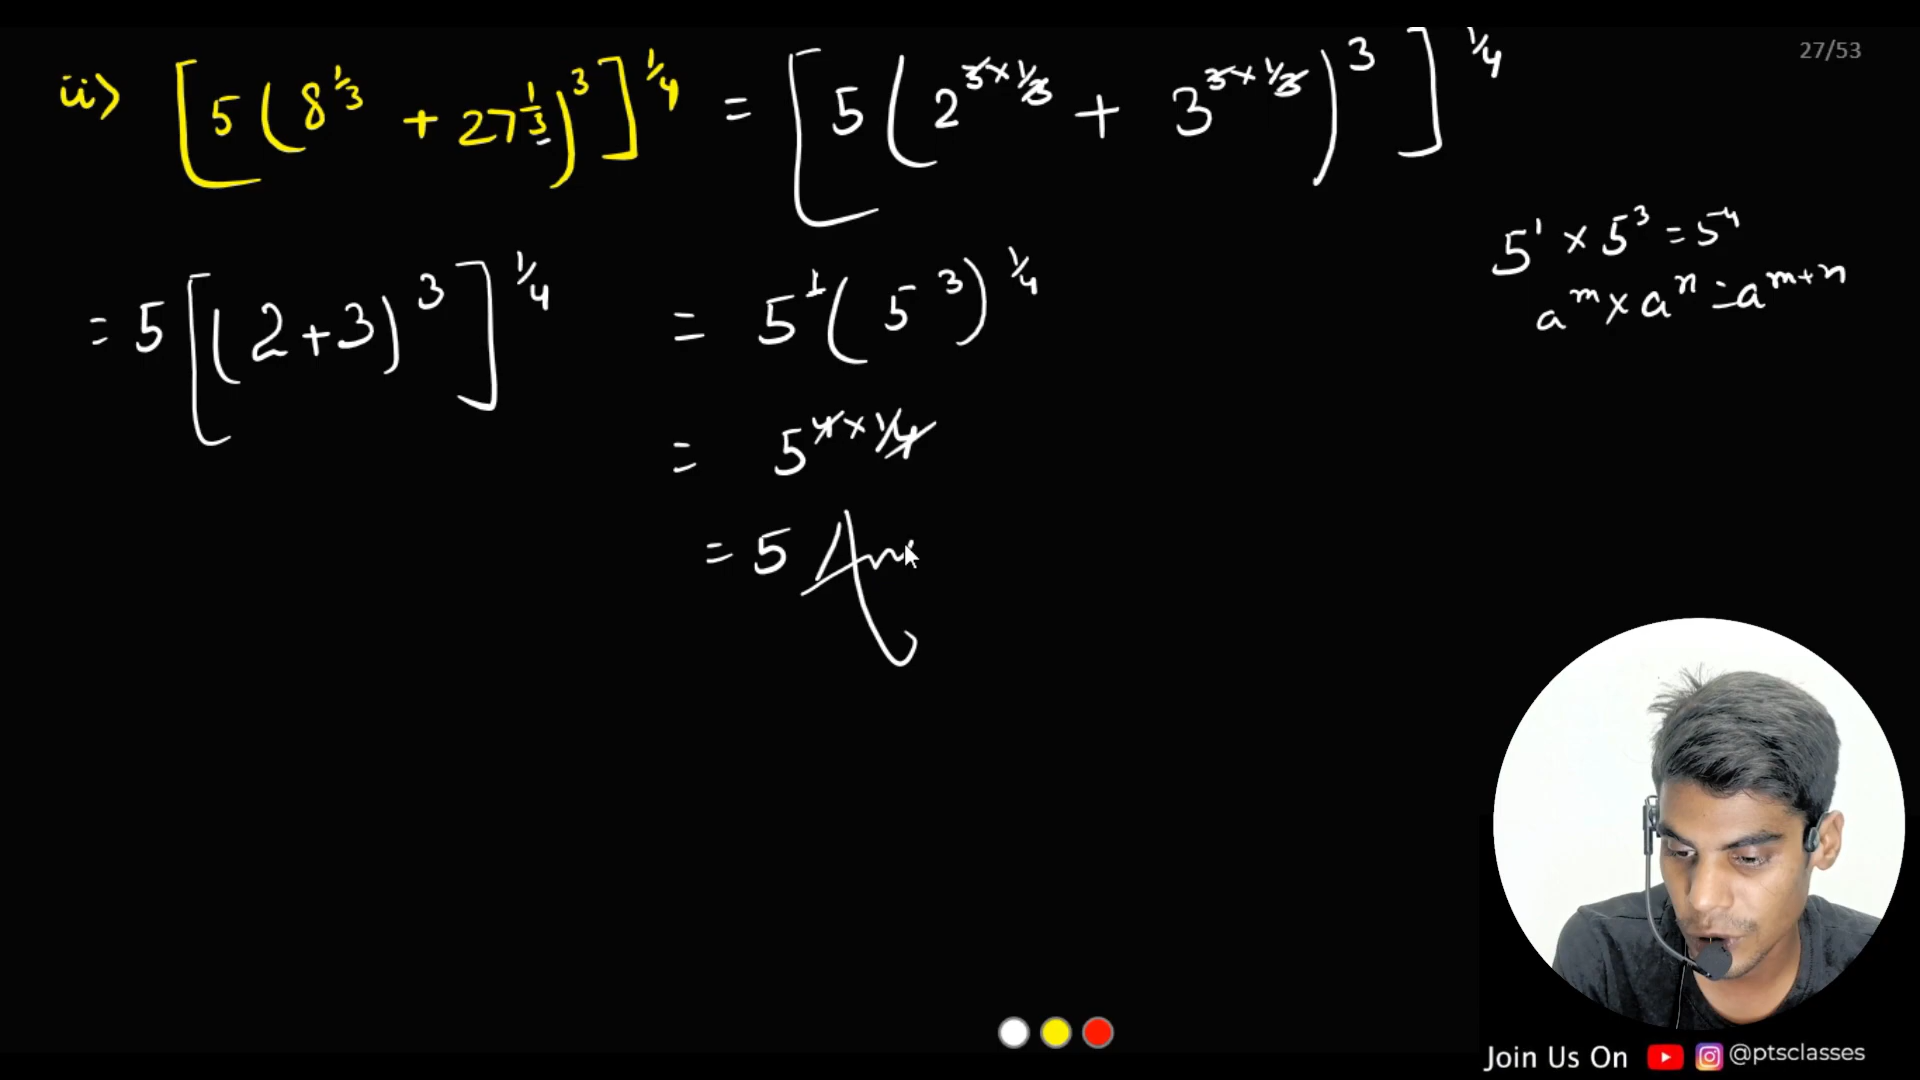 27/53
ii) [5(8^1/3 + 27^1/3)^3]^1/4 = [5(2^3×1/3 + 3^3×1/3)^3]^1/4
5^1 × 5^3 = 5^4
a^m × a^n = a^m+n
= 5[(2+3)^3]^1/4 = 5^1(5^3)^1/4
= 5^4×1/4
= 5 Ans
Join Us On @ptsclasses